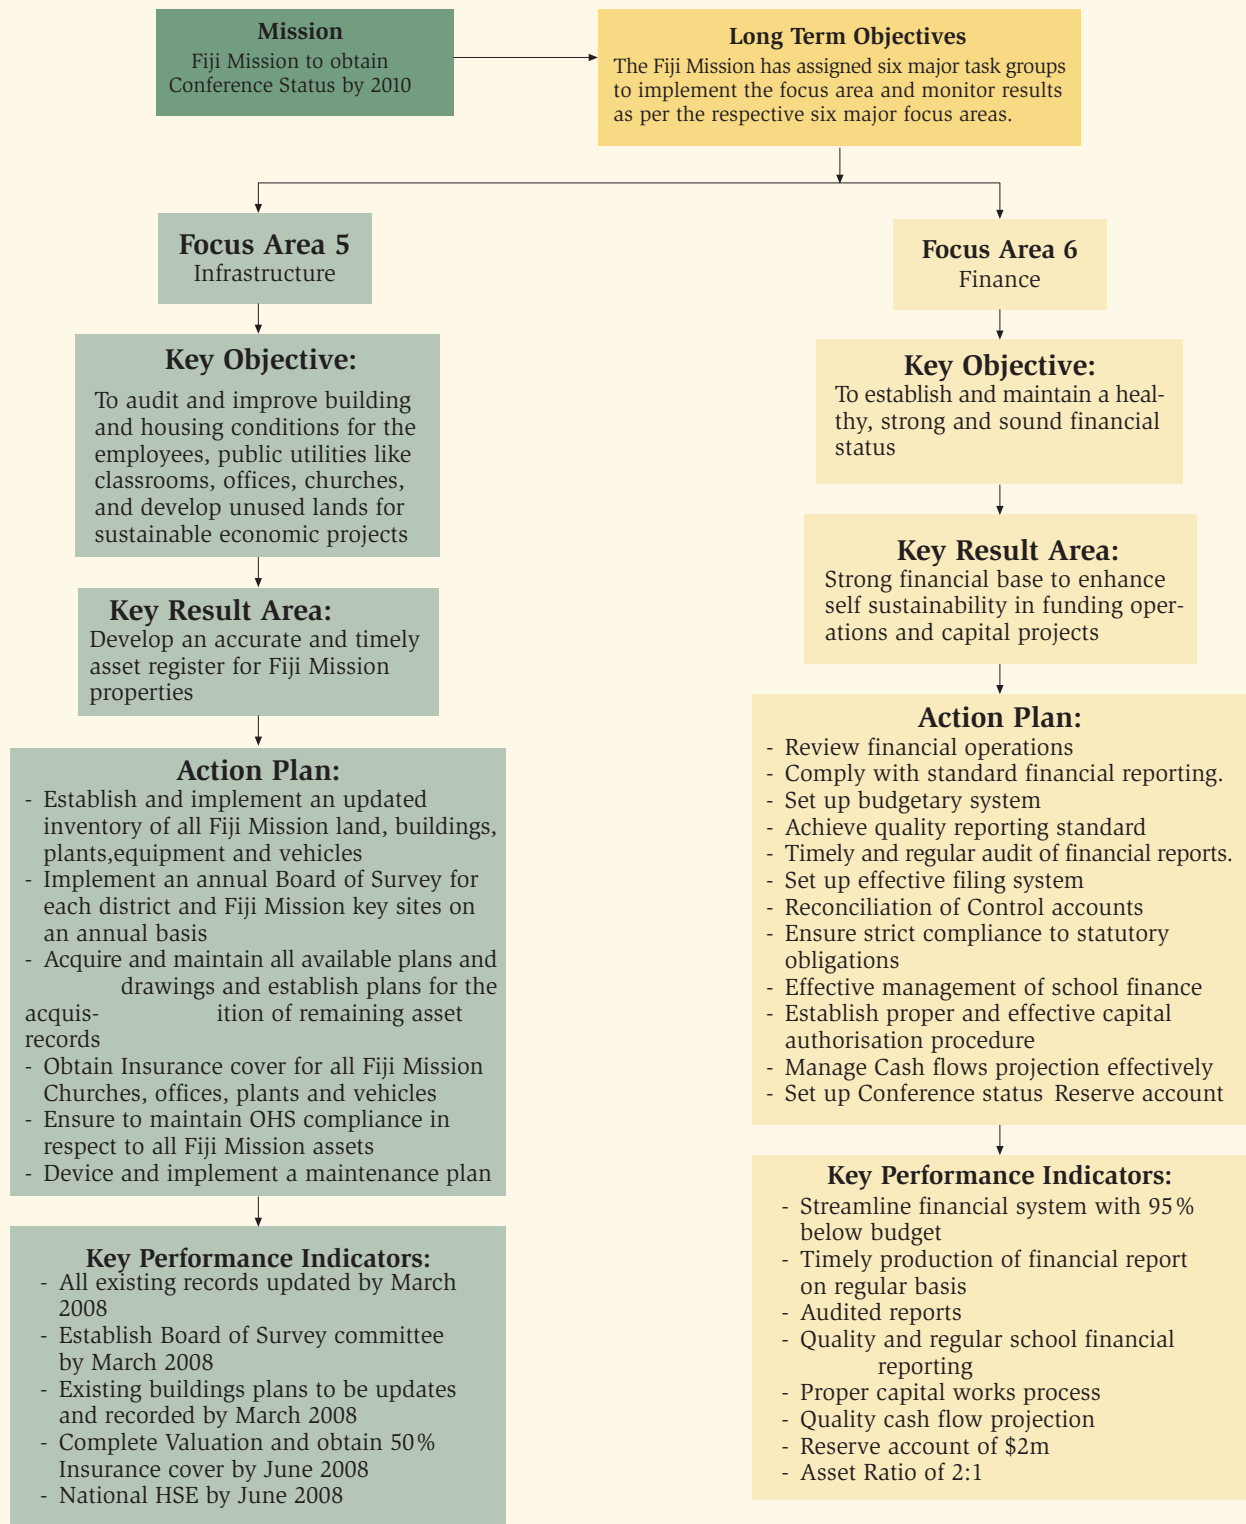 Mission
Fiji Mission to obtain
Conference Status by 2010
Long Term Objectives
The Fiji Mission has assigned six major task groups
to implement the focus area and monitor results
as per the respective six major focus areas.
Focus Area 5
Infrastructure
Key Objective:
To audit and improve building
and housing conditions for the
employees, public utilities like
classrooms, offices, churches,
and develop unused lands for
sustainable economic projects
Key Result Area:
Develop an accurate and timely
asset register for Fiji Mission
properties
Action Plan:
- Establish and implement an updated
inventory of all Fiji Mission land, buildings,
plants,equipment and vehicles
- Implement an annual Board of Survey for
each district and Fiji Mission key sites on
an annual basis
- Acquire and maintain all available plans and
drawings and establish plans for the
acquis- ition of remaining asset
records
- Obtain Insurance cover for all Fiji Mission
Churches, offices, plants and vehicles
- Ensure to maintain OHS compliance in
respect to all Fiji Mission assets
- Device and implement a maintenance plan
Key Performance Indicators:
- All existing records updated by March
2008
- Establish Board of Survey committee
by March 2008
- Existing buildings plans to be updates
and recorded by March 2008
- Complete Valuation and obtain 50%
Insurance cover by June 2008
- National HSE by June 2008
Focus Area 6
Finance
Key Objective:
To establish and maintain a heal-
thy, strong and sound financial
status
Key Result Area:
Strong financial base to enhance
self sustainability in funding oper-
ations and capital projects
Action Plan:
- Review financial operations
- Comply with standard financial reporting.
- Set up budgetary system
- Achieve quality reporting standard
- Timely and regular audit of financial reports.
- Set up effective filing system
- Reconciliation of Control accounts
- Ensure strict compliance to statutory
obligations
- Effective management of school finance
- Establish proper and effective capital
authorisation procedure
- Manage Cash flows projection effectively
- Set up Conference status Reserve account
Key Performance Indicators:
- Streamline financial system with 95%
below budget
- Timely production of financial report
on regular basis
- Audited reports
- Quality and regular school financial
reporting
- Proper capital works process
- Quality cash flow projection
- Reserve account of $2m
- Asset Ratio of 2:1